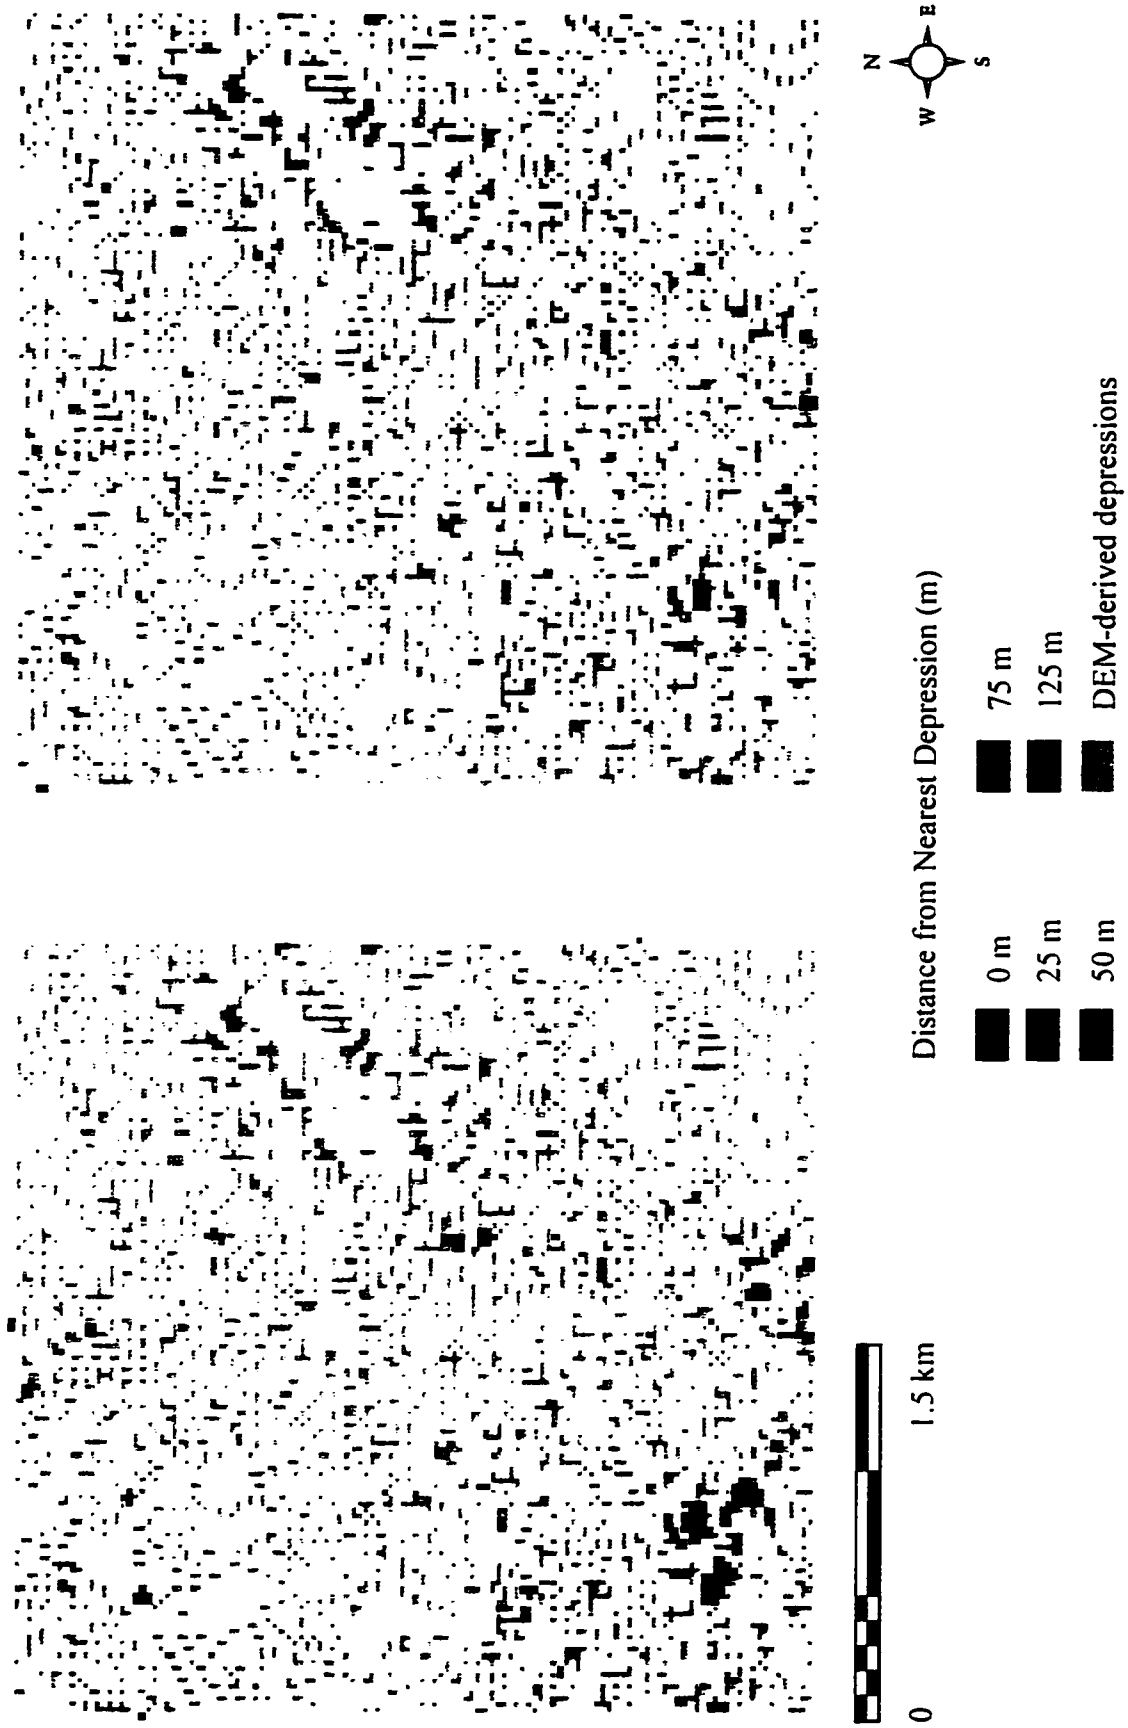 N
W
E
S
0
1.5 km
Distance from Nearest Depression (m)
0 m
75 m
25 m
125 m
50 m
DEM-derived depressions